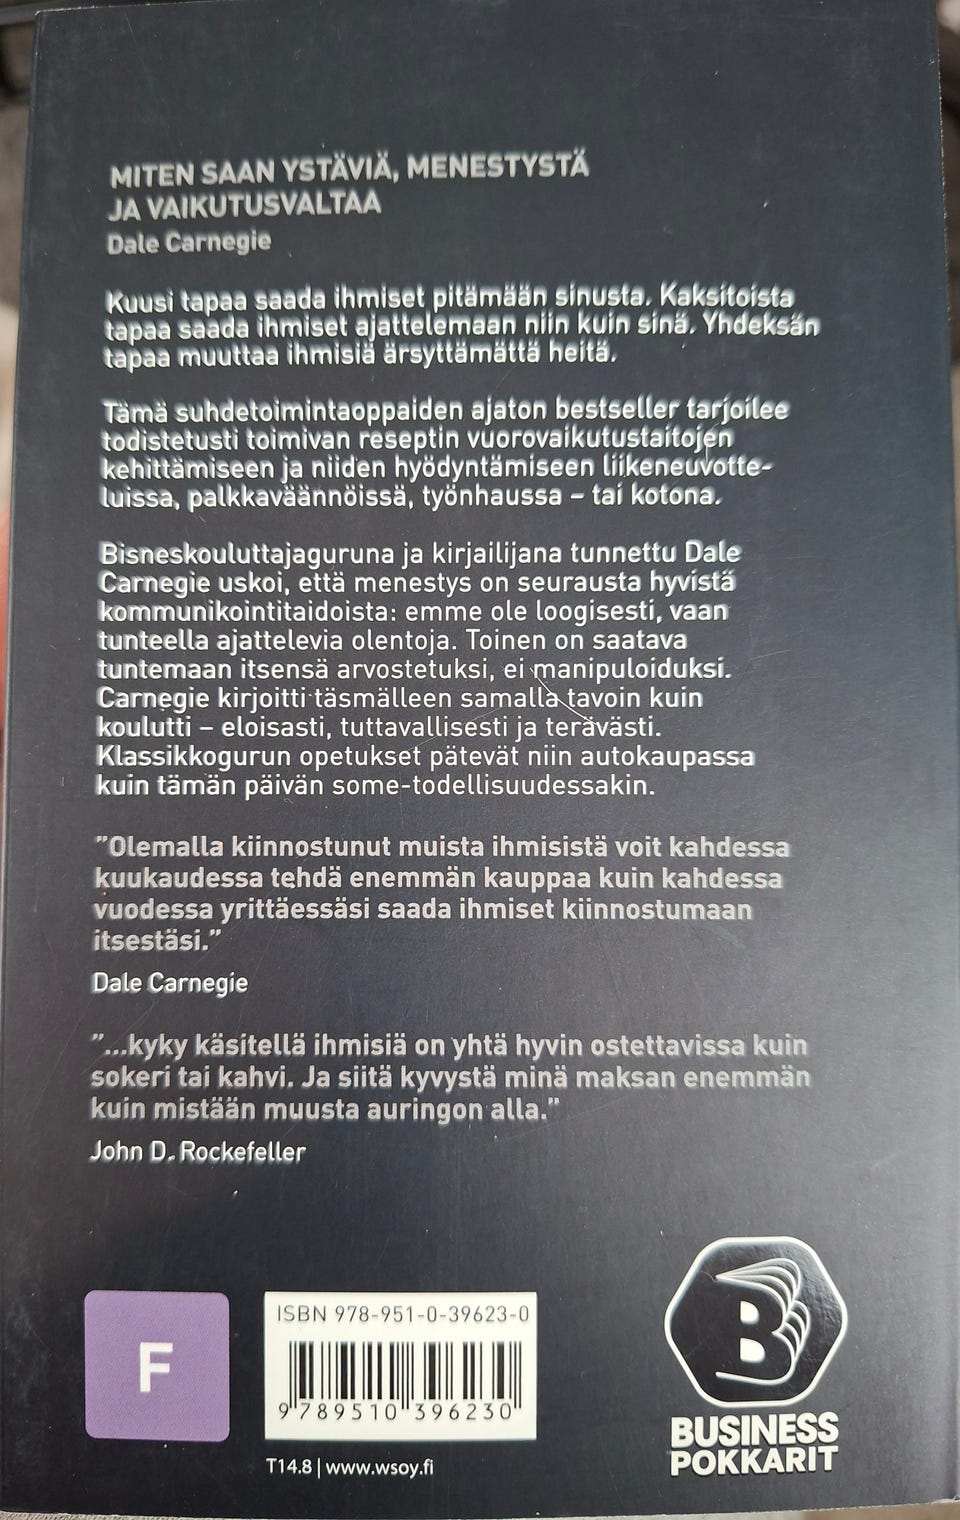 MITEN SAAN YSTÄVIÄ, MENESTYSTÄ
JA VAIKUTUSVALTAA
Dale Carnegie
Kuusi tapaa saada ihmiset pitämään sinusta. Kaksitoista
tapaa saada ihmiset ajattelemaan niin kuin sinä. Yhdeksän
tapaa muuttaa ihmisiä ärsyttämättä heitä.
Tämä suhdetoimintaoppaiden ajaton bestseller tarjoilee
todistetusti toimivan reseptin vuorovaikutustaitojen
kehittämiseen ja niiden hyödyntämiseen liikeneuvotte-
luissa, palkkaväännöissä, työnhaussa – tai kotona.
Bisneskouluttajaguruna ja kirjailijana tunnettu Dale
Carnegie uskoi, että menestys on seurausta hyvistä
kommunikointitaidoista: emme ole loogisesti, vaan
tunteella ajattelevia olentoja. Toinen on saatava
tuntemaan itsensä arvostetuksi, ei manipuloiduksi.
Carnegie kirjoitti täsmälleen samalla tavoin kuin
koulutti – eloisasti, tuttavallisesti ja terävästi.
Klassikkogurun opetukset pätevät niin autokaupassa
kuin tämän päivän some-todellisuudessakin.
”Olemalla kiinnostunut muista ihmisistä voit kahdessa
kuukaudessa tehdä enemmän kauppaa kuin kahdessa
vuodessa yrittäessäsi saada ihmiset kiinnostumaan
itsestäsi.”
Dale Carnegie
”...kyky käsitellä ihmisiä on yhtä hyvin ostettavissa kuin
sokeri tai kahvi. Ja siitä kyvystä minä maksan enemmän
kuin mistään muusta auringon alla.”
John D. Rockefeller
F
ISBN 978-951-0-39623-0
9 789510 396230
T14.8 | www.wsoy.fi
B
BUSINESS
POKKARIT